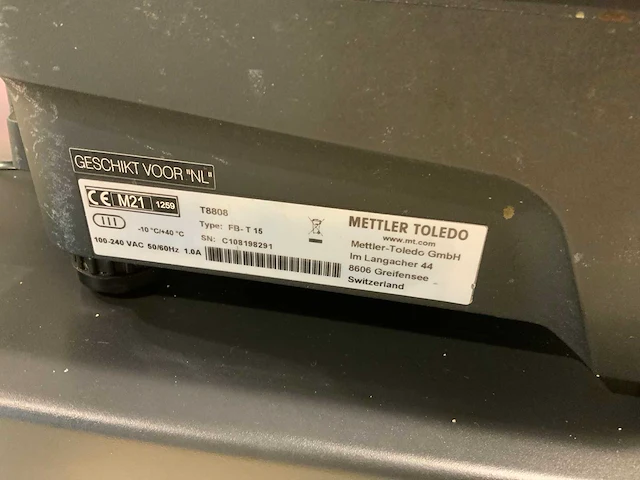 GESCHIKT VOOR "NL"
CE M21 1259
III
-10 °C/+40 °C
100-240 VAC 50/60Hz 1.0A
T8808
Type: FB- T 15
SN: C108198291
METTLER TOLEDO
www.mt.com
Mettler-Toledo GmbH
Im Langacher 44
8606 Greifensee
Switzerland